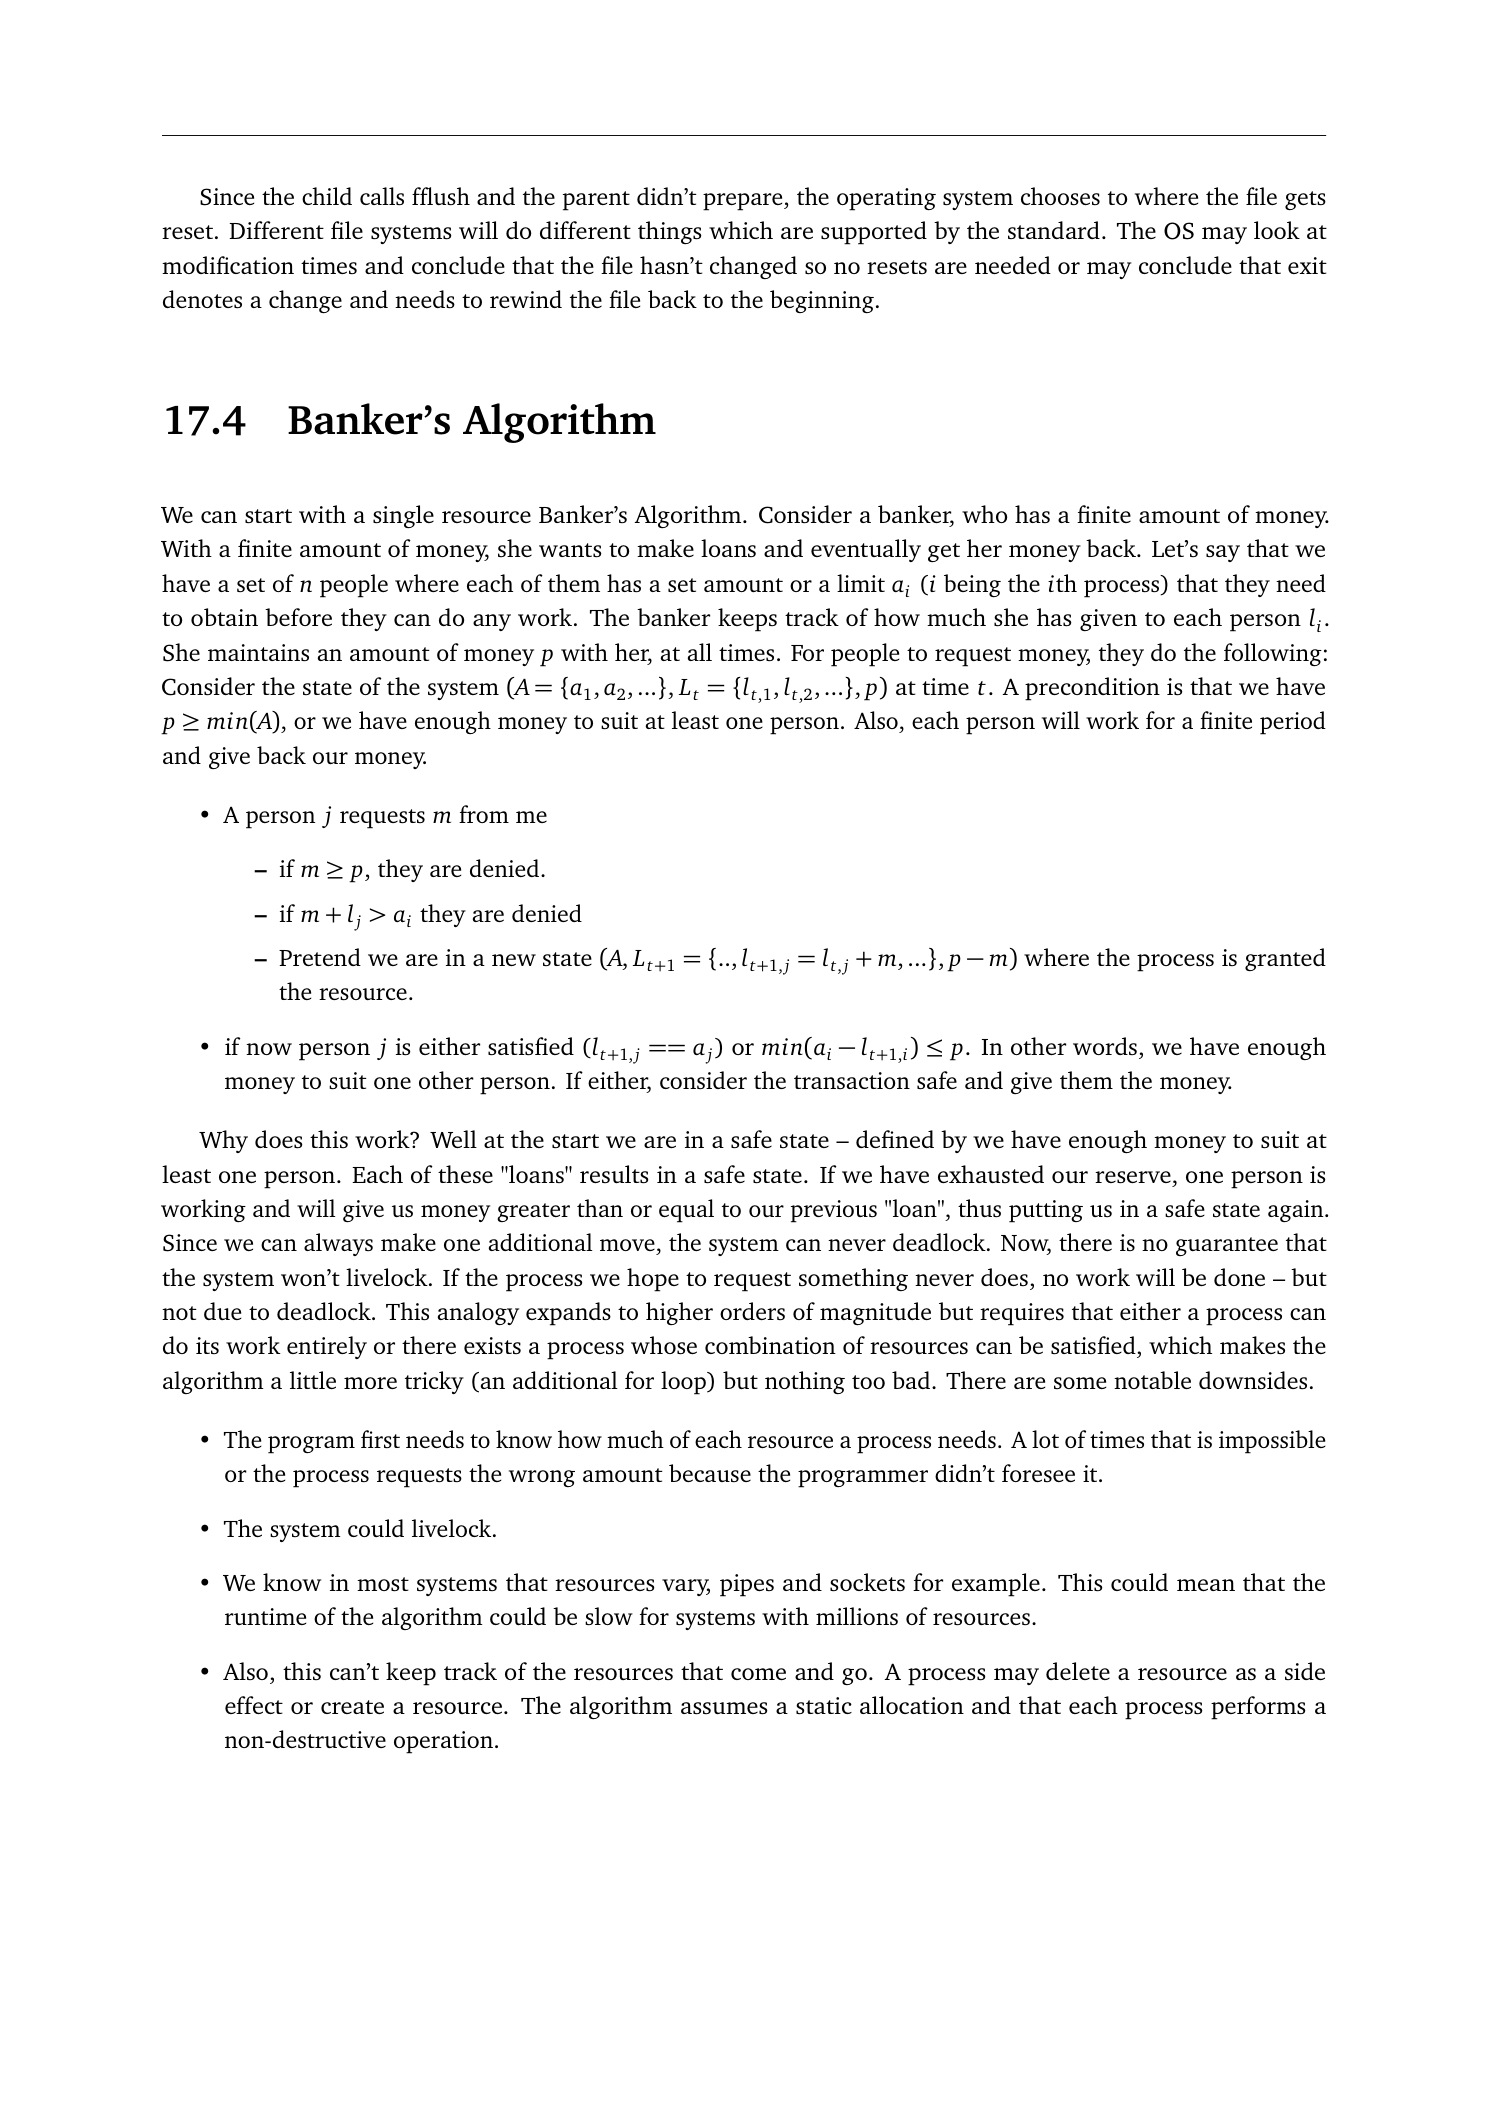 Since the child calls fflush and the parent didn't prepare, the operating system chooses to where the file gets
reset. Different file systems will do different things which are supported by the standard. The OS may look at
modification times and conclude that the file hasn't changed so no resets are needed or may conclude that exit
denotes a change and needs to rewind the file back to the beginning.
17.4 Banker's Algorithm
We can start with a single resource Banker's Algorithm. Consider a banker, who has a finite amount of money.
With a finite amount of money, she wants to make loans and eventually get her money back. Let's say that we
have a set of n people where each of them has a set amount or a limit a_i (i being the ith process) that they need
to obtain before they can do any work. The banker keeps track of how much she has given to each person l_i.
She maintains an amount of money p with her, at all times. For people to request money, they do the following:
Consider the state of the system (A = {a_1, a_2, ...}, L_t = {l_{t,1}, l_{t,2}, ...}, p) at time t. A precondition is that we have
p ≥ min(A), or we have enough money to suit at least one person. Also, each person will work for a finite period
and give back our money.
• A person j requests m from me
– if m ≥ p, they are denied.
– if m + l_j > a_i they are denied
– Pretend we are in a new state (A, L_{t+1} = {.., l_{t+1,j} = l_{t,j} + m, ...}, p − m) where the process is granted
the resource.
• if now person j is either satisfied (l_{t+1,j} == a_j) or min(a_i − l_{t+1,i}) ≤ p. In other words, we have enough
money to suit one other person. If either, consider the transaction safe and give them the money.
Why does this work? Well at the start we are in a safe state – defined by we have enough money to suit at
least one person. Each of these "loans" results in a safe state. If we have exhausted our reserve, one person is
working and will give us money greater than or equal to our previous "loan", thus putting us in a safe state again.
Since we can always make one additional move, the system can never deadlock. Now, there is no guarantee that
the system won't livelock. If the process we hope to request something never does, no work will be done – but
not due to deadlock. This analogy expands to higher orders of magnitude but requires that either a process can
do its work entirely or there exists a process whose combination of resources can be satisfied, which makes the
algorithm a little more tricky (an additional for loop) but nothing too bad. There are some notable downsides.
• The program first needs to know how much of each resource a process needs. A lot of times that is impossible
or the process requests the wrong amount because the programmer didn't foresee it.
• The system could livelock.
• We know in most systems that resources vary, pipes and sockets for example. This could mean that the
runtime of the algorithm could be slow for systems with millions of resources.
• Also, this can't keep track of the resources that come and go. A process may delete a resource as a side
effect or create a resource. The algorithm assumes a static allocation and that each process performs a
non-destructive operation.